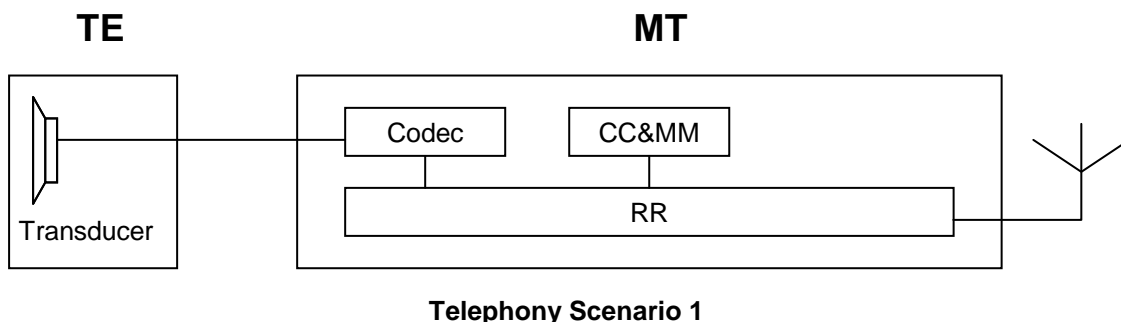 TE
MT
Codec
CC&MM
RR
Transducer
Telephony Scenario 1